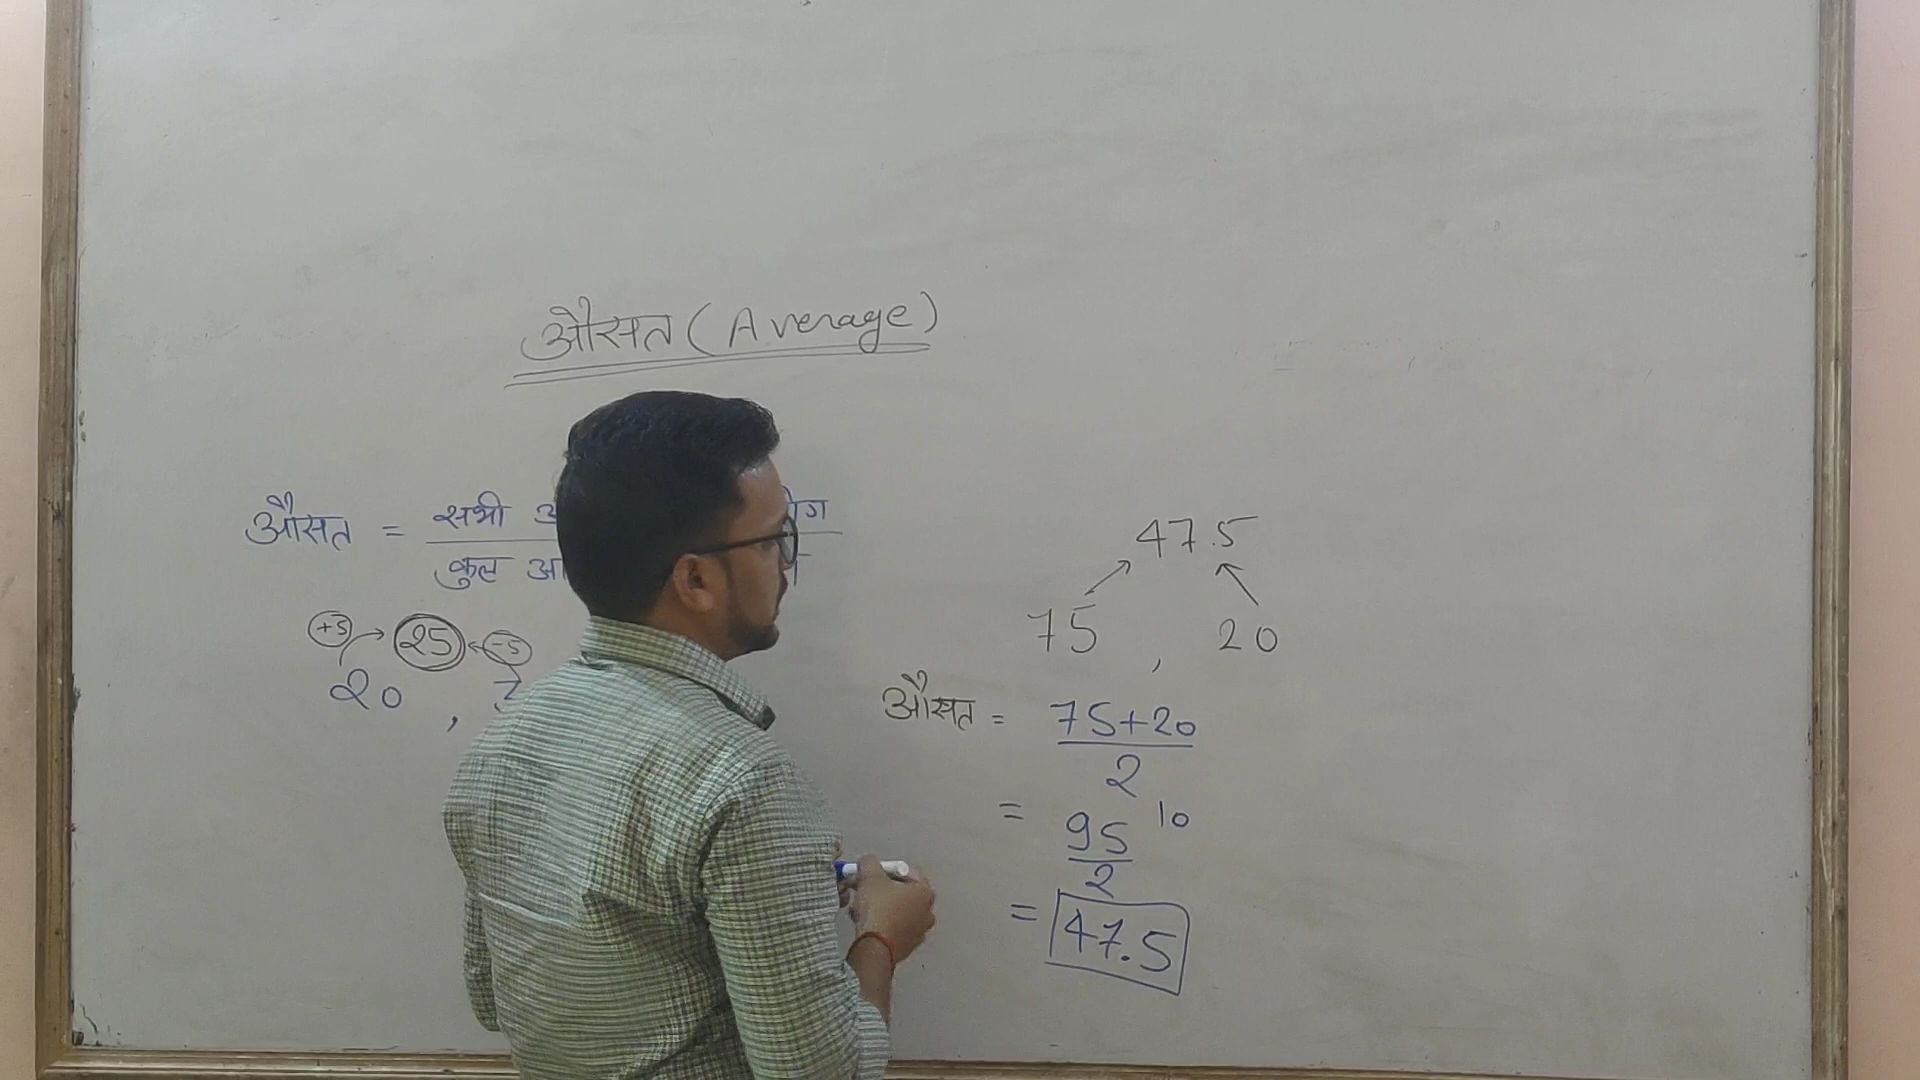 औसत (Average)
औसत = सभी
कुल
+5 25 -5
20 ,
47.5
75 , 20
औसत = 75+20
2
= 95 10
2
= 47.5